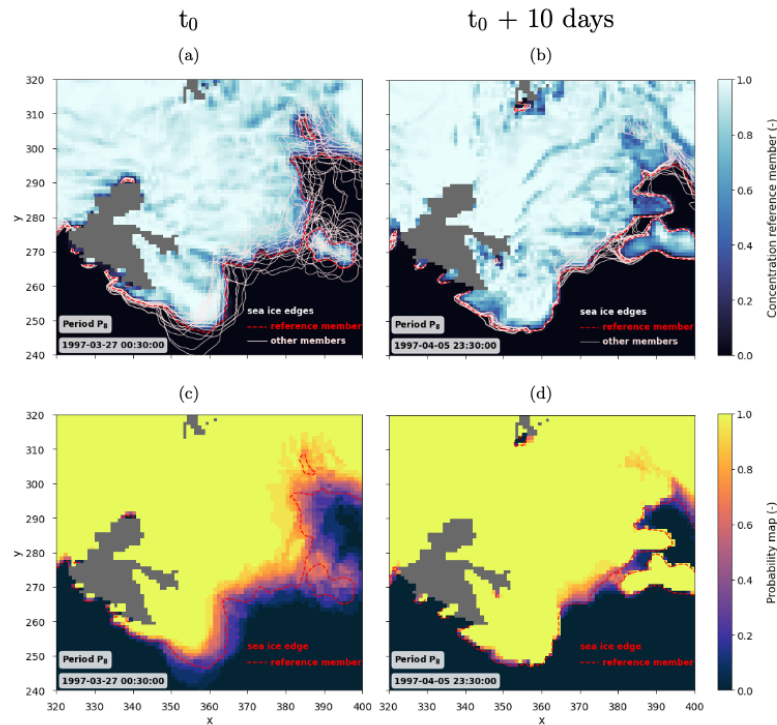 t₀
t₀ + 10 days
(a)
(b)
320
310
300
290
280
270
260
250
240
y
sea ice edges
reference member
other members
Period P₈
1997-03-27 00:30:00
sea ice edges
reference member
other members
Period P₈
1997-04-05 23:30:00
1.0
0.8
0.6
0.4
0.2
0.0
Concentration reference member (-)
(c)
(d)
320
310
300
290
280
270
260
250
240
y
sea ice edge
reference member
Period P₈
1997-03-27 00:30:00
320 330 340 350 360 370 380 390 400
x
sea ice edge
reference member
Period P₈
1997-04-05 23:30:00
320 330 340 350 360 370 380 390 400
x
1.0
0.8
0.6
0.4
0.2
0.0
Probability map (-)